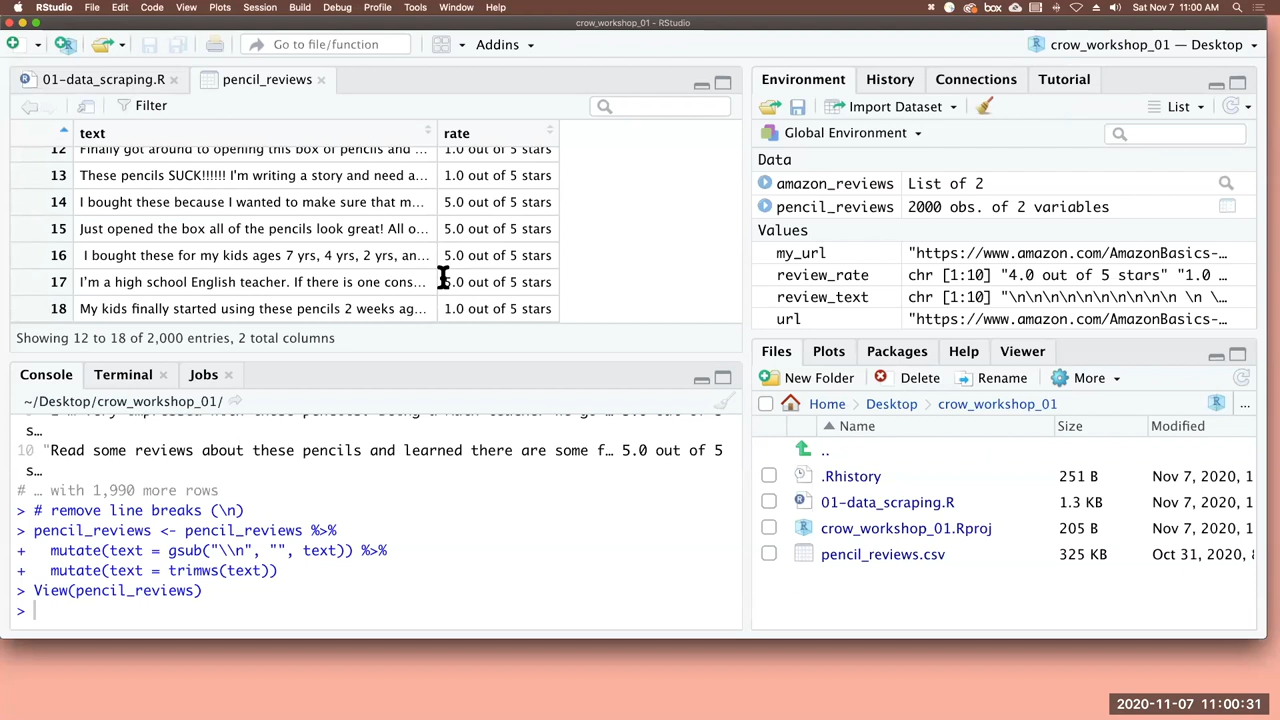 RStudio File Edit Code View Plots Session Build Debug Profile Tools Window Help box Sat Nov 7 11:00 AM
crow_workshop_01 - RStudio
Go to file/function Addins crow_workshop_01 — Desktop
01-data_scraping.R pencil_reviews
Filter
text rate
12 Finally got around to opening this box of pencils and ... 1.0 out of 5 stars
13 These pencils SUCK!!!!!! I'm writing a story and need a... 1.0 out of 5 stars
14 I bought these because I wanted to make sure that m... 5.0 out of 5 stars
15 Just opened the box all of the pencils look great! All o... 5.0 out of 5 stars
16 I bought these for my kids ages 7 yrs, 4 yrs, 2 yrs, an... 5.0 out of 5 stars
17 I'm a high school English teacher. If there is one cons... 5.0 out of 5 stars
18 My kids finally started using these pencils 2 weeks ag... 1.0 out of 5 stars
Showing 12 to 18 of 2,000 entries, 2 total columns
Console Terminal Jobs
~/Desktop/crow_workshop_01/
s…
10 "Read some reviews about these pencils and learned there are some f… 5.0 out of 5
s…
# … with 1,990 more rows
> # remove line breaks (\n)
> pencil_reviews <- pencil_reviews %>%
+   mutate(text = gsub("\\n", "", text)) %>%
+   mutate(text = trimws(text))
> View(pencil_reviews)
>
Environment History Connections Tutorial
Import Dataset List
Global Environment
Data
amazon_reviews List of 2
pencil_reviews 2000 obs. of 2 variables
Values
my_url "https://www.amazon.com/AmazonBasics-…
review_rate chr [1:10] "4.0 out of 5 stars" "1.0 …
review_text chr [1:10] "\n\n\n\n\n\n\n\n\n\n \n \…
url "https://www.amazon.com/AmazonBasics-…
Files Plots Packages Help Viewer
New Folder Delete Rename More
Home Desktop crow_workshop_01 ...
Name Size Modified
..
.Rhistory 251 B Nov 7, 2020, 1
01-data_scraping.R 1.3 KB Nov 7, 2020, 1
crow_workshop_01.Rproj 205 B Nov 7, 2020, 1
pencil_reviews.csv 325 KB Oct 31, 2020, 8
2020-11-07 11:00:31